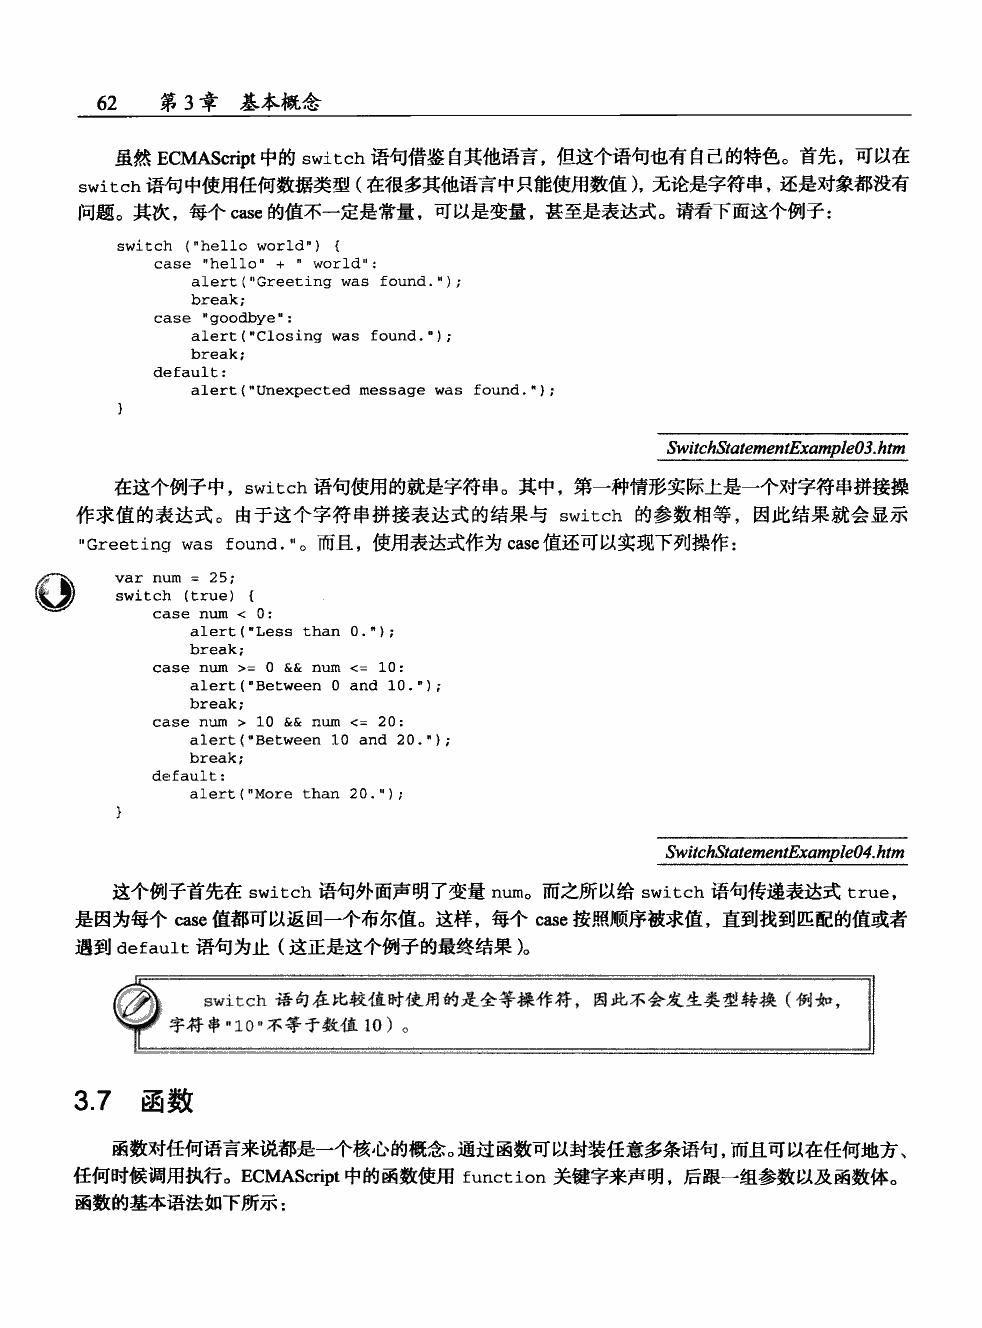 62 第 3 章 基本概念
虽然 ECMAScript 中的 switch 语句借鉴自其他语言，但这个语句也有自己的特色。首先，可以在
switch 语句中使用任何数据类型（在很多其他语言中只能使用数值），无论是字符串，还是对象都没有
问题。其次，每个 case 的值不一定是常量，可以是变量，甚至是表达式。请看下面这个例子：
switch ("hello world") {
    case "hello" + " world":
        alert("Greeting was found.");
        break;
    case "goodbye":
        alert("Closing was found.");
        break;
    default:
        alert("Unexpected message was found.");
}
SwitchStatementExample03.htm
在这个例子中，switch 语句使用的就是字符串。其中，第一种情形实际上是一个对字符串拼接操
作求值的表达式。由于这个字符串拼接表达式的结果与 switch 的参数相等，因此结果就会显示
"Greeting was found."。而且，使用表达式作为 case 值还可以实现下列操作：
var num = 25;
switch (true) {
    case num < 0:
        alert("Less than 0.");
        break;
    case num >= 0 && num <= 10:
        alert("Between 0 and 10.");
        break;
    case num > 10 && num <= 20:
        alert("Between 10 and 20.");
        break;
    default:
        alert("More than 20.");
}
SwitchStatementExample04.htm
这个例子首先在 switch 语句外面声明了变量 num。而之所以给 switch 语句传递表达式 true，
是因为每个 case 值都可以返回一个布尔值。这样，每个 case 按照顺序被求值，直到找到匹配的值或者
遇到 default 语句为止（这正是这个例子的最终结果）。
switch 语句在比较值时使用的是全等操作符，因此不会发生类型转换（例如，
字符串"10"不等于数值 10）。
3.7 函数
函数对任何语言来说都是一个核心的概念。通过函数可以封装任意多条语句，而且可以在任何地方、
任何时候调用执行。ECMAScript 中的函数使用 function 关键字来声明，后跟一组参数以及函数体。
函数的基本语法如下所示：